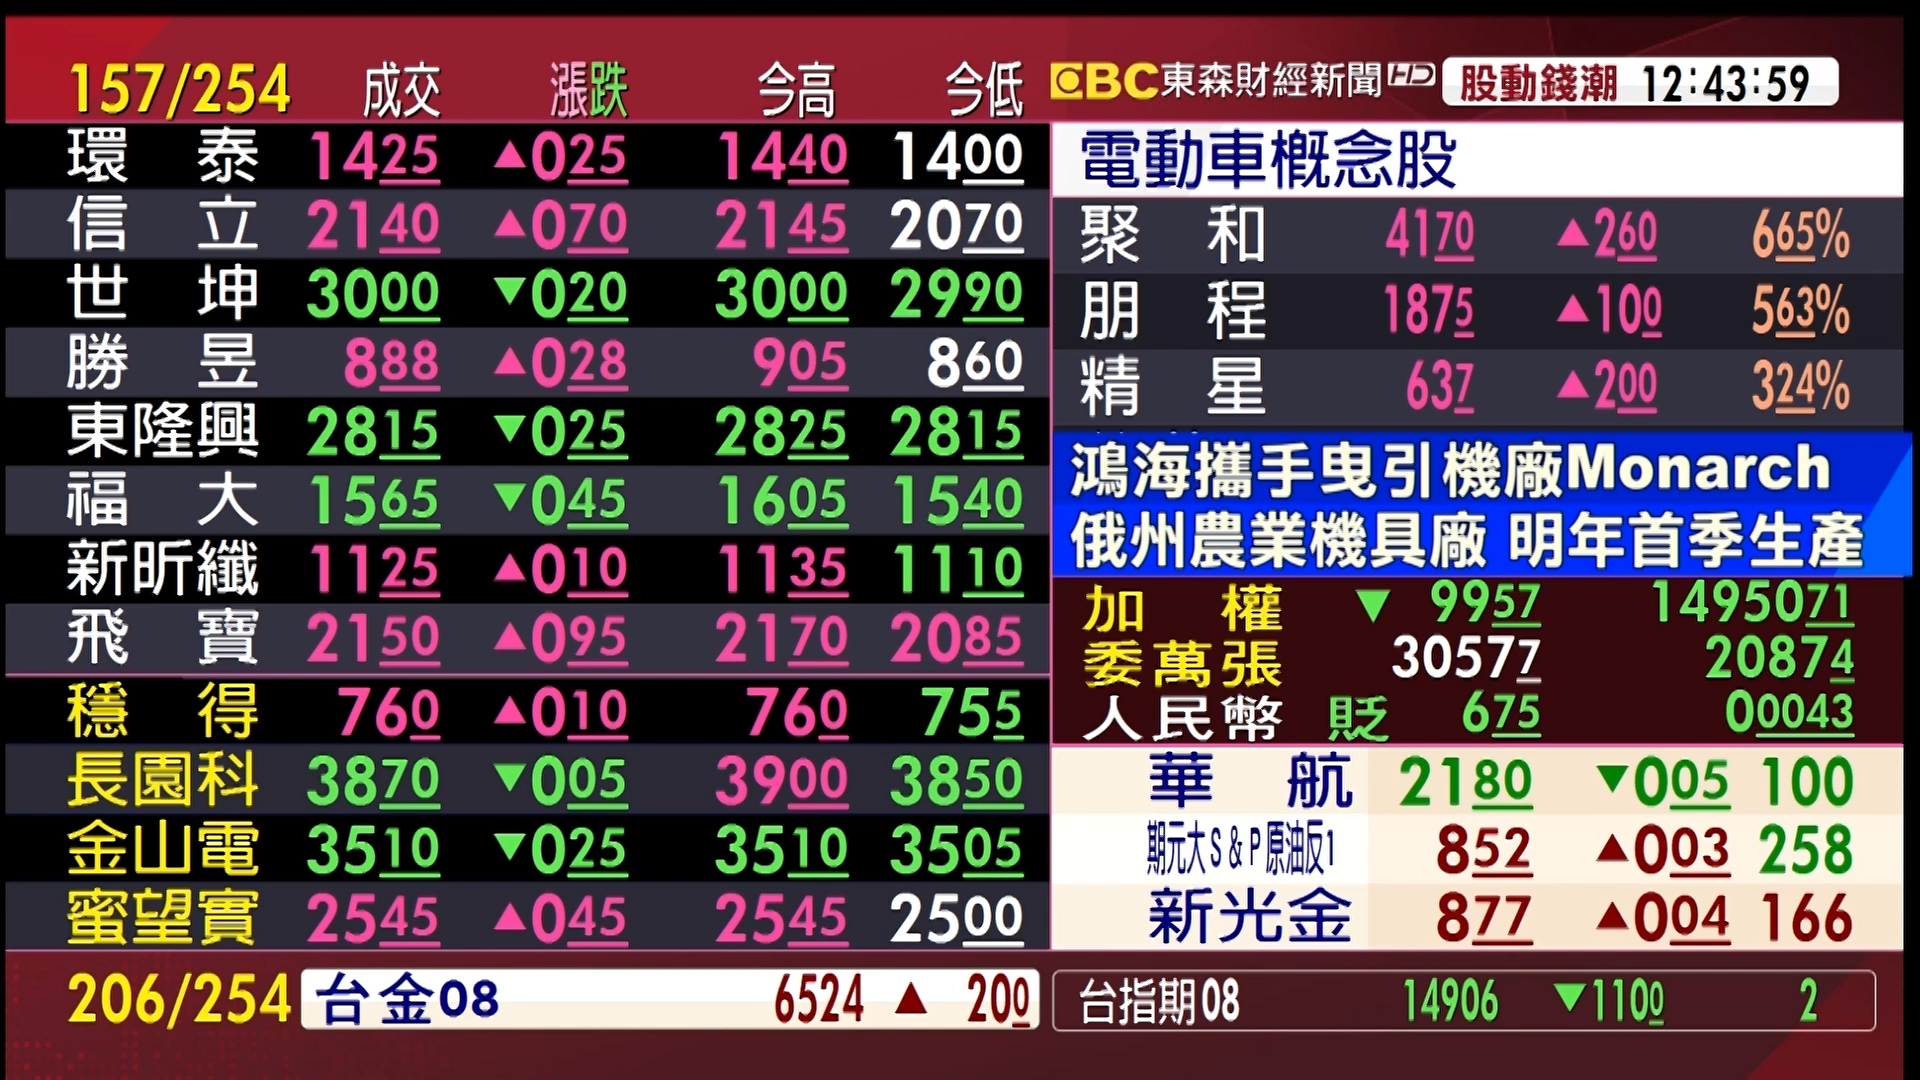 157/254 成交 漲跌 今高 今低
環泰 1425 ▲025 1440 1400
信立 2140 ▲070 2145 2070
世坤 3000 ▼020 3000 2990
勝昱 888 ▲028 905 860
東隆興 2815 ▼025 2825 2815
福大 1565 ▼045 1605 1540
新昕纖 1125 ▲010 1135 1110
飛寶 2150 ▲095 2170 2085
穩得 760 ▲010 760 755
長園科 3870 ▼005 3900 3850
金山電 3510 ▼025 3510 3505
蜜望實 2545 ▲045 2545 2500
206/254 台金08 6524 ▲ 200
EBC東森財經新聞HD 股動錢潮 12:43:59
電動車概念股
聚和 4170 ▲260 665%
朋程 1875 ▲100 563%
精星 637 ▲200 324%
鴻海攜手曳引機廠Monarch
俄州農業機具廠 明年首季生產
加權 ▼ 9957 1495071
委萬張 30577 20874
人民幣 貶 675 00043
華航 2180 ▼005 100
期元大S&P原油反1 852 ▲003 258
新光金 877 ▲004 166
台指期08 14906 ▼1100 2